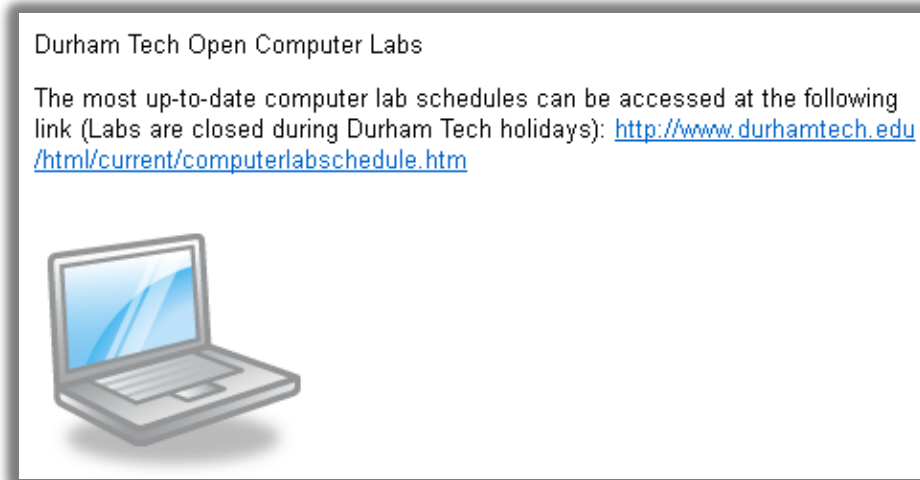 Durham Tech Open Computer Labs
The most up-to-date computer lab schedules can be accessed at the following
link (Labs are closed during Durham Tech holidays): http://www.durhamtech.edu
/html/current/computerlabschedule.htm